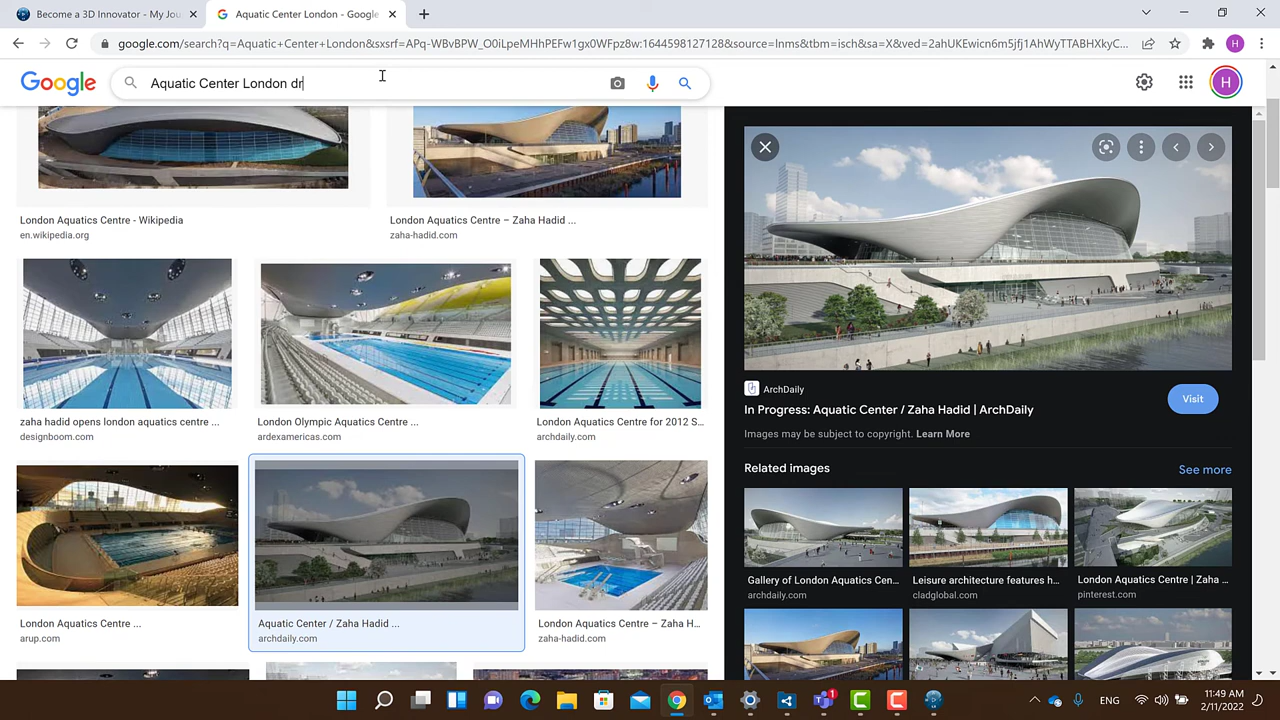 Become a 3D Innovator - My Jou
Aquatic Center London - Google
google.com/search?q=Aquatic+Center+London&sxsrf=APq-WBvBPW_O0iLpeMHhPEFw1gx0WFpz8w:1644598127128&source=lnms&tbm=isch&sa=X&ved=2ahUKEwicn6m5jfj1AhWyTTABHXkyC...
H
Google
Aquatic Center London dr
H
London Aquatics Centre - Wikipedia
en.wikipedia.org
London Aquatics Centre – Zaha Hadid ...
zaha-hadid.com
zaha hadid opens london aquatics centre ...
designboom.com
London Olympic Aquatics Centre ...
ardexamericas.com
London Aquatics Centre for 2012 S...
archdaily.com
London Aquatics Centre ...
arup.com
Aquatic Center / Zaha Hadid ...
archdaily.com
London Aquatics Centre – Zaha H...
zaha-hadid.com
ArchDaily
In Progress: Aquatic Center / Zaha Hadid | ArchDaily
Visit
Images may be subject to copyright. Learn More
Related images
See more
Gallery of London Aquatics Cen...
archdaily.com
Leisure architecture features h...
cladglobal.com
London Aquatics Centre | Zaha ...
pinterest.com
ENG
11:49 AM
2/11/2022